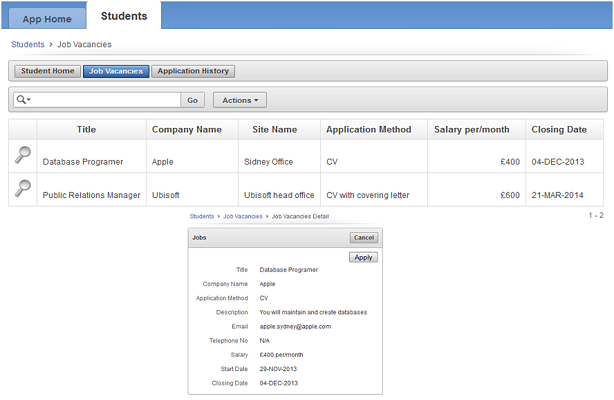 App Home Students
Students > Job Vacancies
Student Home Job Vacancies Application History
Go Actions
Title Company Name Site Name Application Method Salary per/month Closing Date
Database Programer Apple Sidney Office CV £400 04-DEC-2013
Public Relations Manager Ubisoft Ubisoft head office CV with covering letter £600 21-MAR-2014
1 - 2
Students > Job Vacancies > Job Vacancies Detail
Jobs Cancel
Apply
Title Database Programer
Company Name Apple
Application Method CV
Description You will maintain and create databases
Email apple.sydney@apple.com
Telephone No N/A
Salary £400 per/month
Start Date 29-NOV-2013
Closing Date 04-DEC-2013